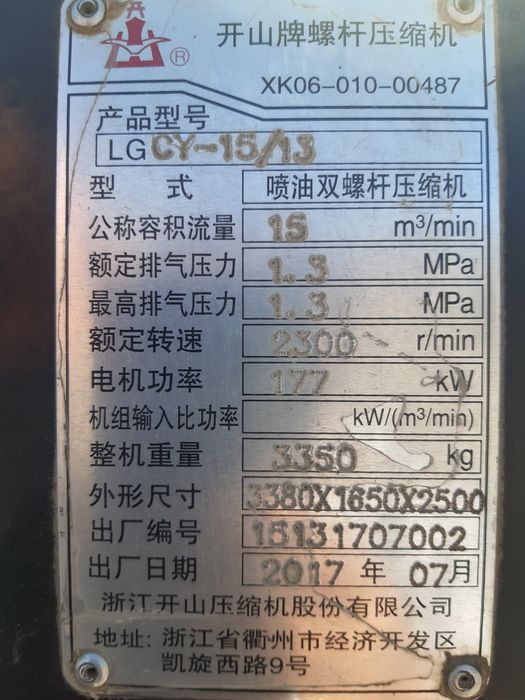 开山牌螺杆压缩机
®
XK06-010-00487
产品型号
LGCY-15/13
型 式 喷油双螺杆压缩机
公称容积流量 15 m³/min
额定排气压力 1.3 MPa
最高排气压力 1.3 MPa
额定转速 2300 r/min
电机功率 177 kW
机组输入比功率 kW/(m³/min)
整机重量 3350 kg
外形尺寸 3380X1650X2500
出厂编号 15131707002
出厂日期 2017 年 07月
浙江开山压缩机股份有限公司
地址: 浙江省衢州市经济开发区
凯旋西路9号